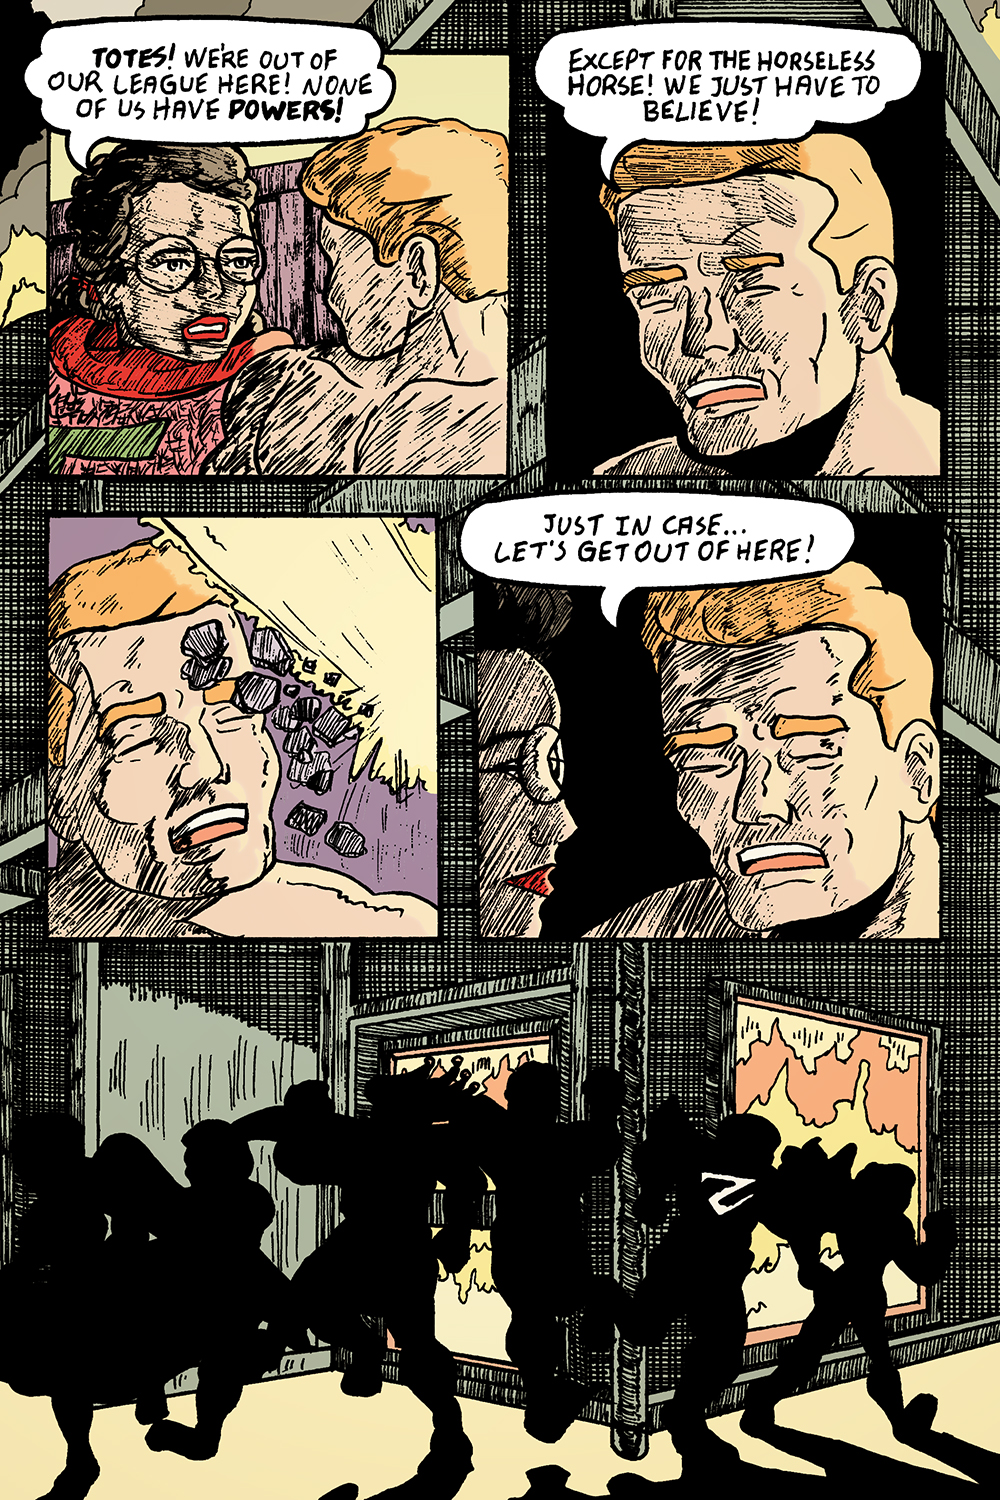 TOTES! WE'RE OUT OF
OUR LEAGUE HERE! NONE
OF US HAVE POWERS!
EXCEPT FOR THE HORSELESS
HORSE! WE JUST HAVE TO
BELIEVE!
JUST IN CASE...
LET'S GET OUT OF HERE!